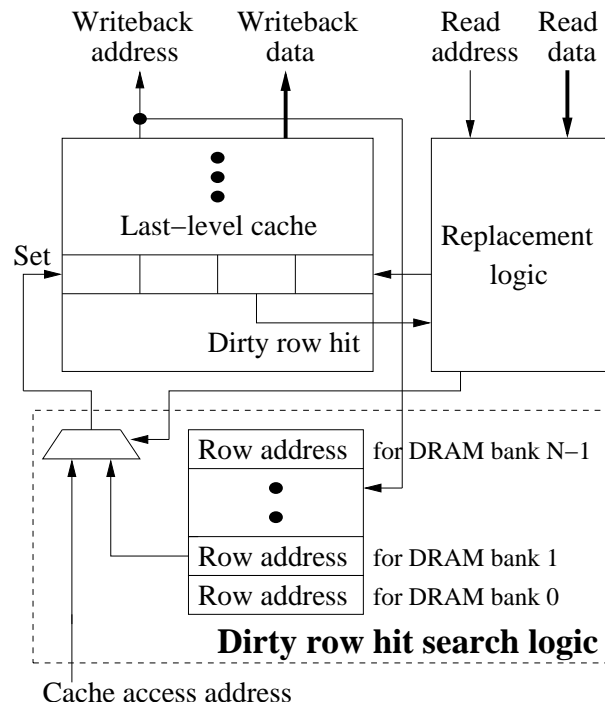 Writeback
address
Writeback
data
Read
address
Read
data
Last−level cache
Replacement
logic
Set
Dirty row hit
Row address for DRAM bank N−1
Row address for DRAM bank 1
Row address for DRAM bank 0
Dirty row hit search logic
Cache access address